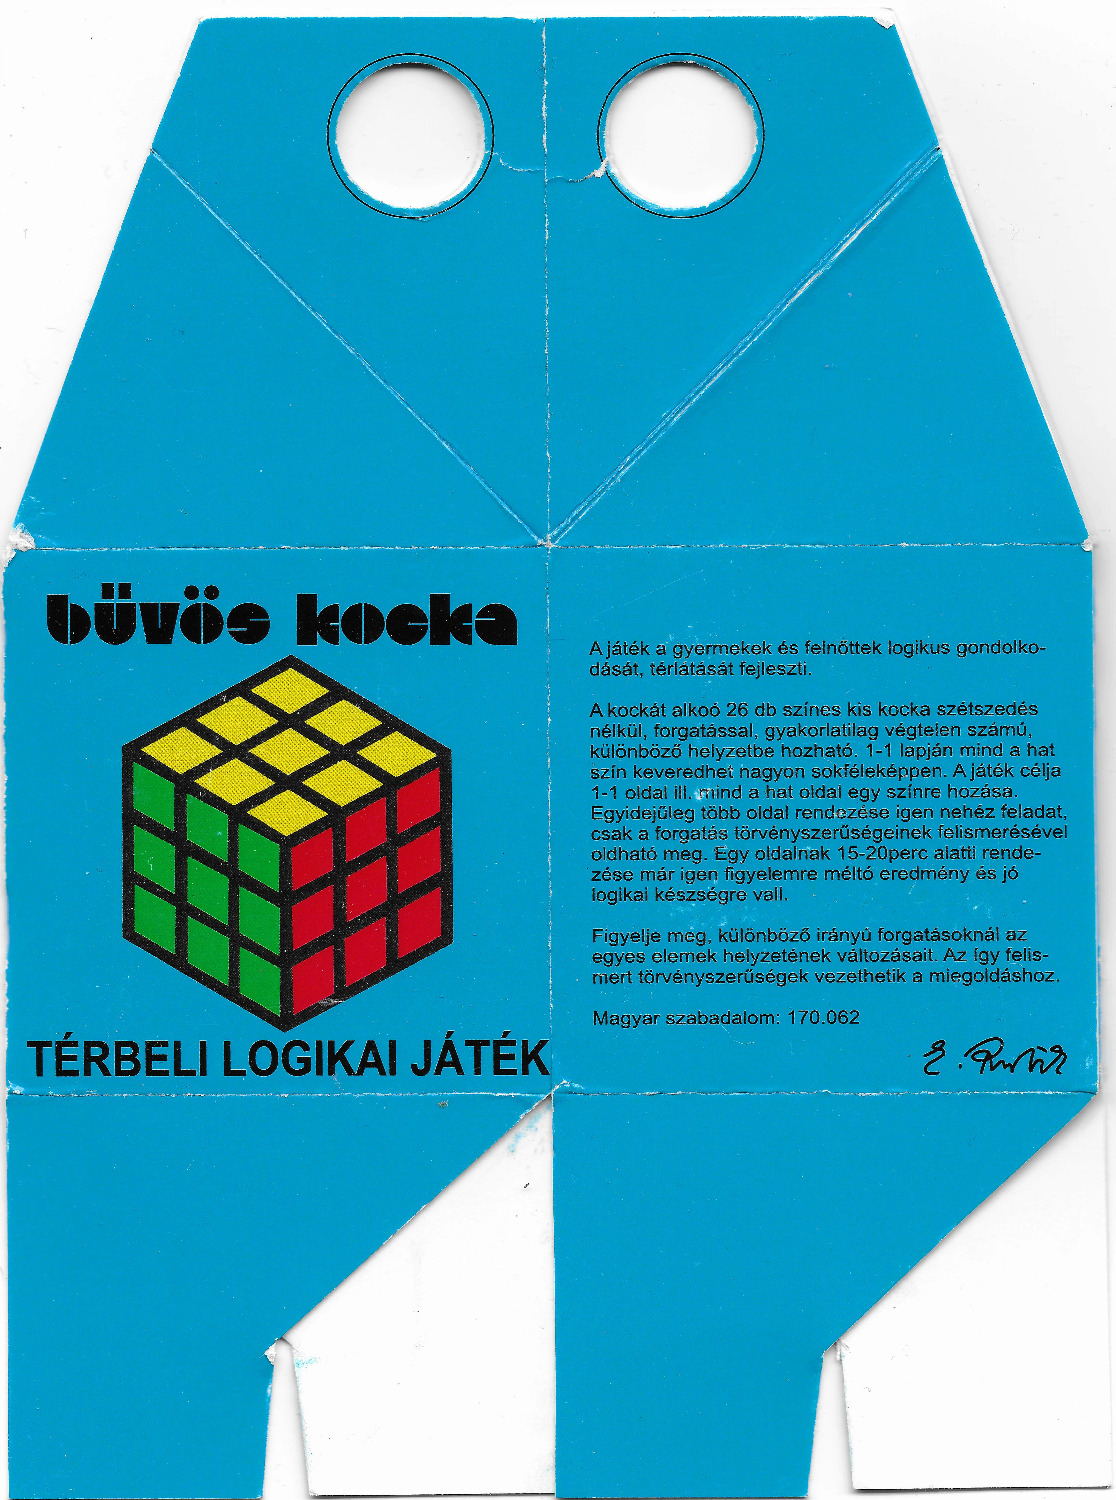 büvös kocka
TÉRBELI LOGIKAI JÁTÉK
A játék a gyermekek és felnőttek logikus gondolko-
dását, térlátását fejleszti.
A kockát alkoó 26 db színes kis kocka szétszedés
nélkül, forgatással, gyakorlatilag végtelen számú,
különböző helyzetbe hozható. 1-1 lapján mind a hat
szín keveredhet nagyon sokféleképpen. A játék célja
1-1 oldal ill. mind a hat oldal egy színre hozása.
Egyidejűleg több oldal rendezése igen nehéz feladat,
csak a forgatás törvényszerűségeinek felismerésével
oldható meg. Egy oldalnak 15-20perc alatti rende-
zése már igen figyelemre méltó eredmény és jó
logikai készségre vall.
Figyelje meg, különböző irányú forgatásoknál az
egyes elemek helyzetének változásait. Az így felis-
mert törvényszerűségek vezethetik a miegoldáshoz.
Magyar szabadalom: 170.062
E. Rubik